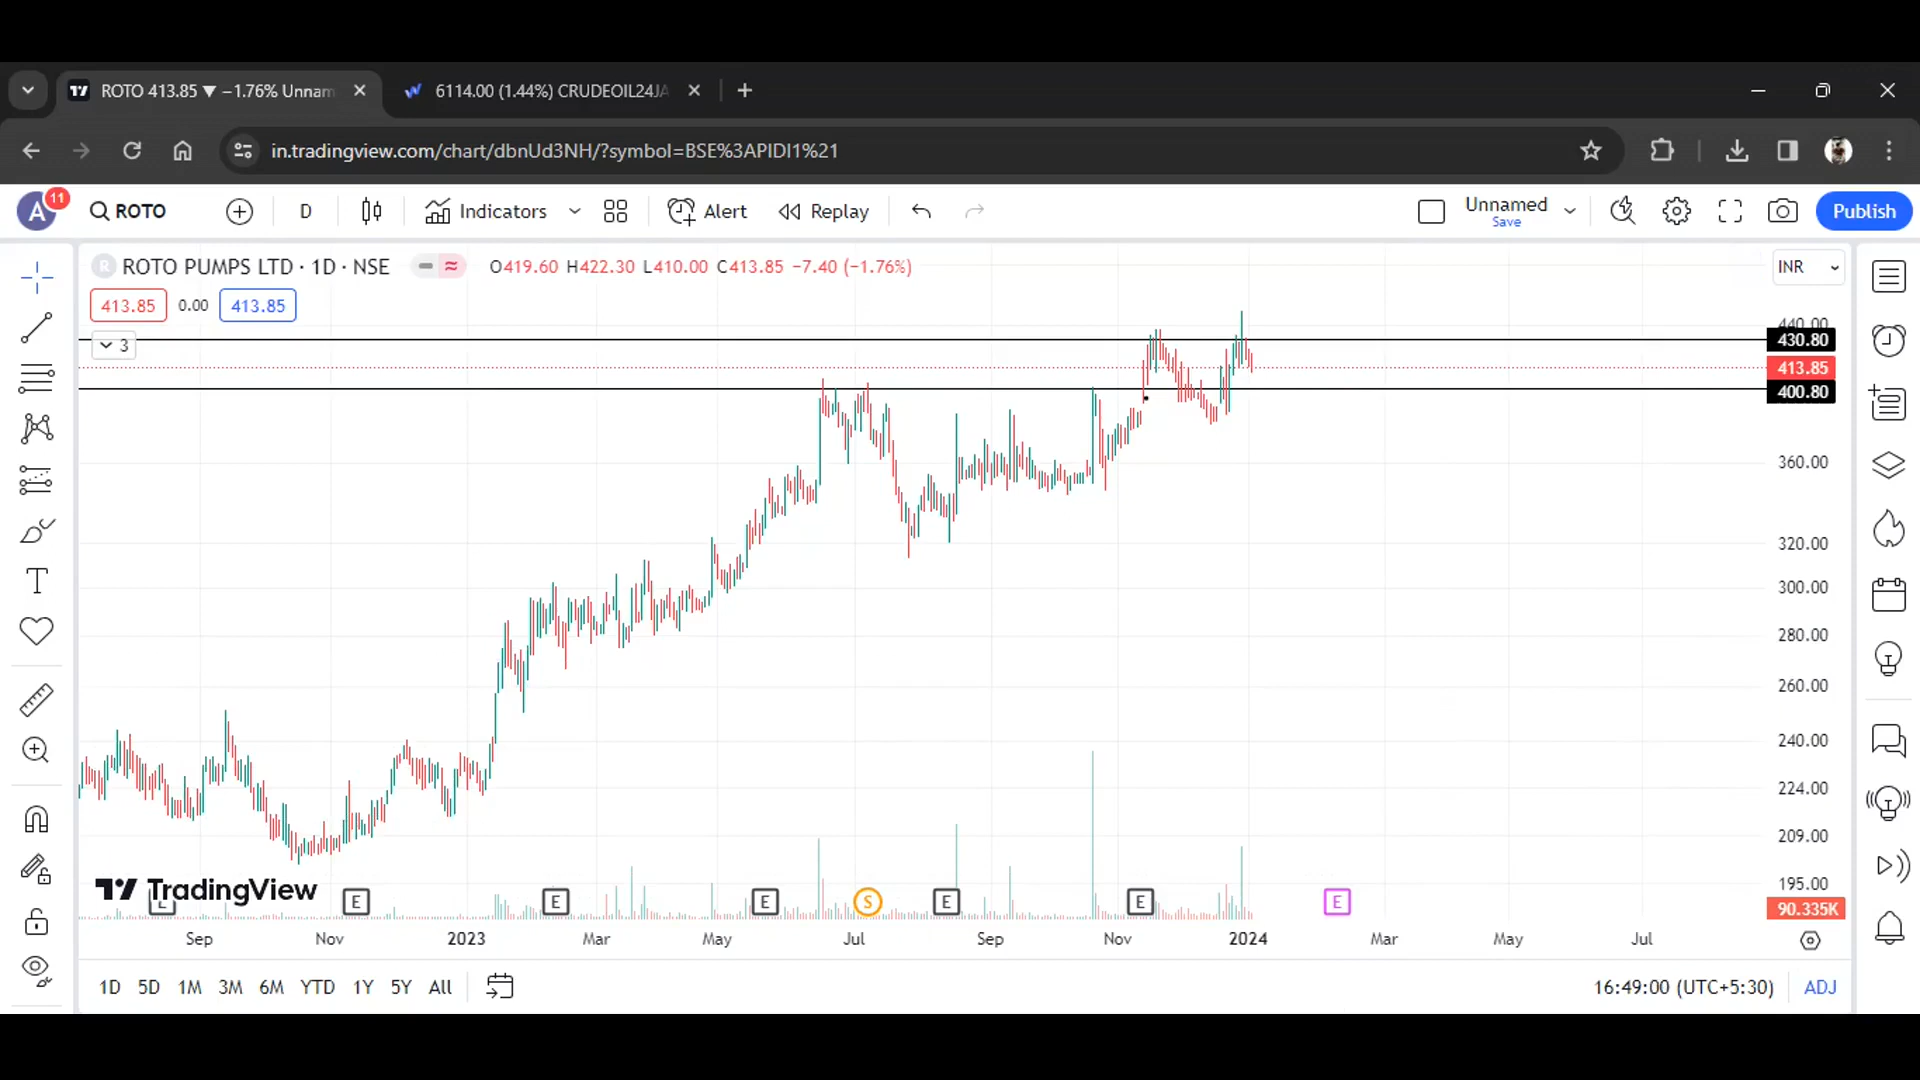 ROTO 413.85 ▼ −1.76% Unnam
6114.00 (1.44%) CRUDEOIL24JA
in.tradingview.com/chart/dbnUd3NH/?symbol=BSE%3APIDI1%21
A 11 ROTO D Indicators Alert Replay Unnamed Save Publish
R ROTO PUMPS LTD · 1D · NSE O419.60 H422.30 L410.00 C413.85 −7.40 (−1.76%) INR
413.85 0.00 413.85
3
440.00
430.80
413.85
400.80
360.00
320.00
300.00
280.00
260.00
240.00
224.00
209.00
195.00
90.335K
TradingView
E E E S E E E
Sep Nov 2023 Mar May Jul Sep Nov 2024 Mar May Jul
1D 5D 1M 3M 6M YTD 1Y 5Y All 16:49:00 (UTC+5:30) ADJ